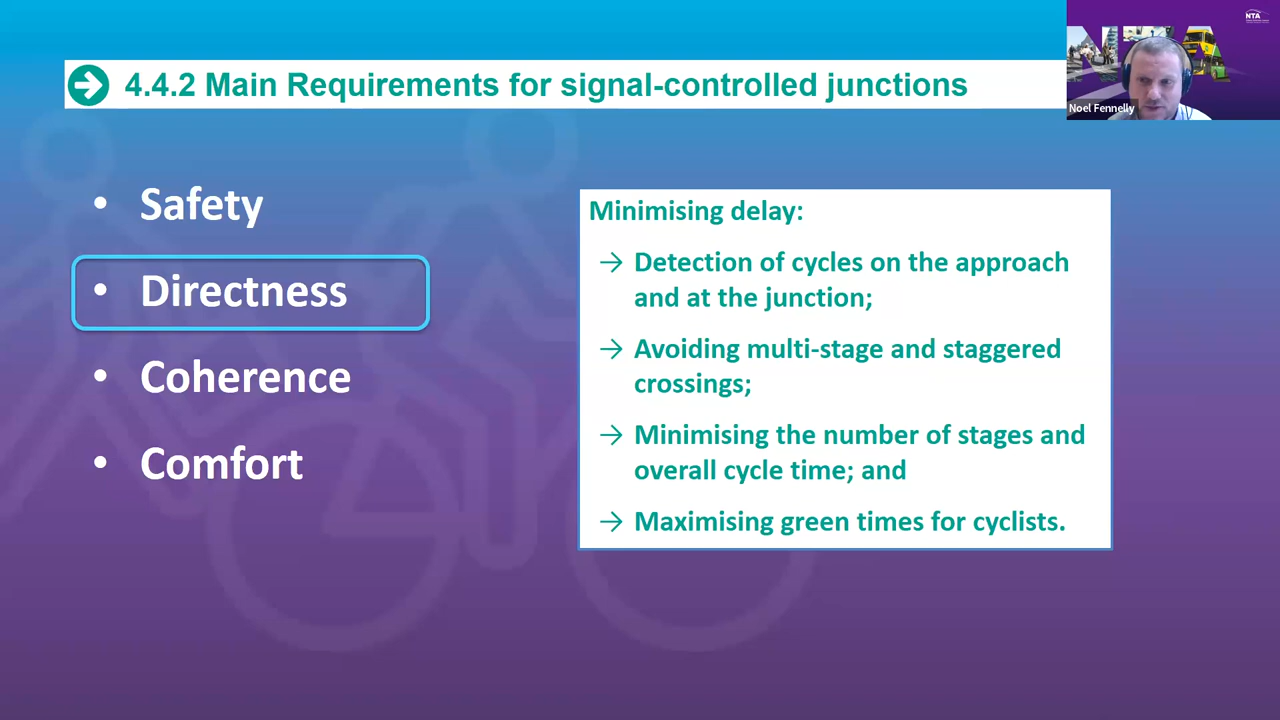 NTA
NTA
Noel Fennelly
4.4.2 Main Requirements for signal-controlled junctions
• Safety
• Directness
• Coherence
• Comfort
Minimising delay:
→ Detection of cycles on the approach
and at the junction;
→ Avoiding multi-stage and staggered
crossings;
→ Minimising the number of stages and
overall cycle time; and
→ Maximising green times for cyclists.